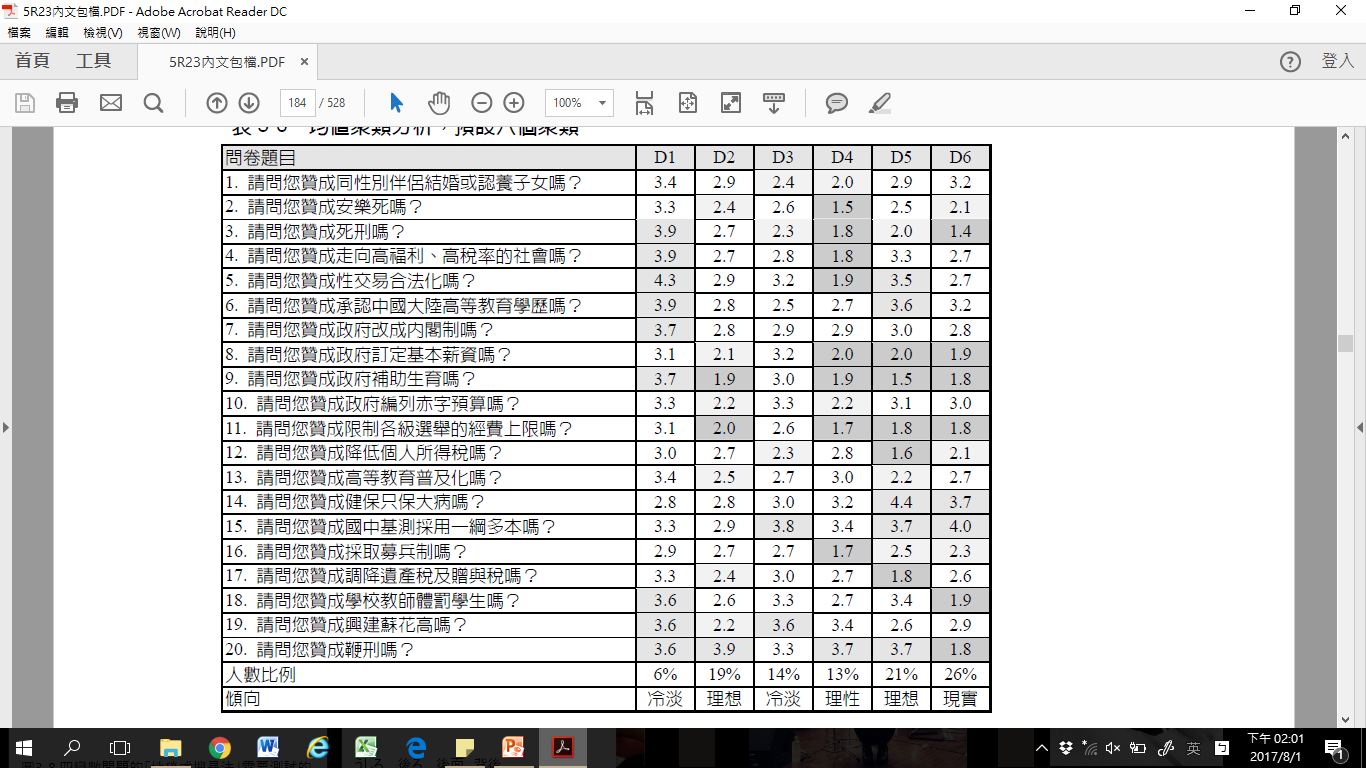 5R23內文包檔.PDF - Adobe Acrobat Reader DC
檔案 編輯 檢視(V) 視窗(W) 說明(H)
首頁 工具 5R23內文包檔.PDF × 登入
184 / 528 100%
均值聚類分析，預設六個聚類
問卷題目 D1 D2 D3 D4 D5 D6
1. 請問您贊成同性別伴侶結婚或認養子女嗎？ 3.4 2.9 2.4 2.0 2.9 3.2
2. 請問您贊成安樂死嗎？ 3.3 2.4 2.6 1.5 2.5 2.1
3. 請問您贊成死刑嗎？ 3.9 2.7 2.3 1.8 2.0 1.4
4. 請問您贊成走向高福利、高稅率的社會嗎？ 3.9 2.7 2.8 1.8 3.3 2.7
5. 請問您贊成性交易合法化嗎？ 4.3 2.9 3.2 1.9 3.5 2.7
6. 請問您贊成承認中國大陸高等教育學歷嗎？ 3.9 2.8 2.5 2.7 3.6 3.2
7. 請問您贊成政府改成內閣制嗎？ 3.7 2.8 2.9 2.9 3.0 2.8
8. 請問您贊成政府訂定基本薪資嗎？ 3.1 2.1 3.2 2.0 2.0 1.9
9. 請問您贊成政府補助生育嗎？ 3.7 1.9 3.0 1.9 1.5 1.8
10. 請問您贊成政府編列赤字預算嗎？ 3.3 2.2 3.3 2.2 3.1 3.0
11. 請問您贊成限制各級選舉的經費上限嗎？ 3.1 2.0 2.6 1.7 1.8 1.8
12. 請問您贊成降低個人所得稅嗎？ 3.0 2.7 2.3 2.8 1.6 2.1
13. 請問您贊成高等教育普及化嗎？ 3.4 2.5 2.7 3.0 2.2 2.7
14. 請問您贊成健保只保大病嗎？ 2.8 2.8 3.0 3.2 4.4 3.7
15. 請問您贊成國中基測採用一綱多本嗎？ 3.3 2.9 3.8 3.4 3.7 4.0
16. 請問您贊成採取募兵制嗎？ 2.9 2.7 2.7 1.7 2.5 2.3
17. 請問您贊成調降遺產稅及贈與稅嗎？ 3.3 2.4 3.0 2.7 1.8 2.6
18. 請問您贊成學校教師體罰學生嗎？ 3.6 2.6 3.3 2.7 3.4 1.9
19. 請問您贊成興建蘇花高嗎？ 3.6 2.2 3.6 3.4 2.6 2.9
20. 請問您贊成鞭刑嗎？ 3.6 3.9 3.3 3.7 3.7 1.8
人數比例 6% 19% 14% 13% 21% 26%
傾向 冷淡 理想 冷淡 理性 理想 現實
英 下午 02:01
2017/8/1 1